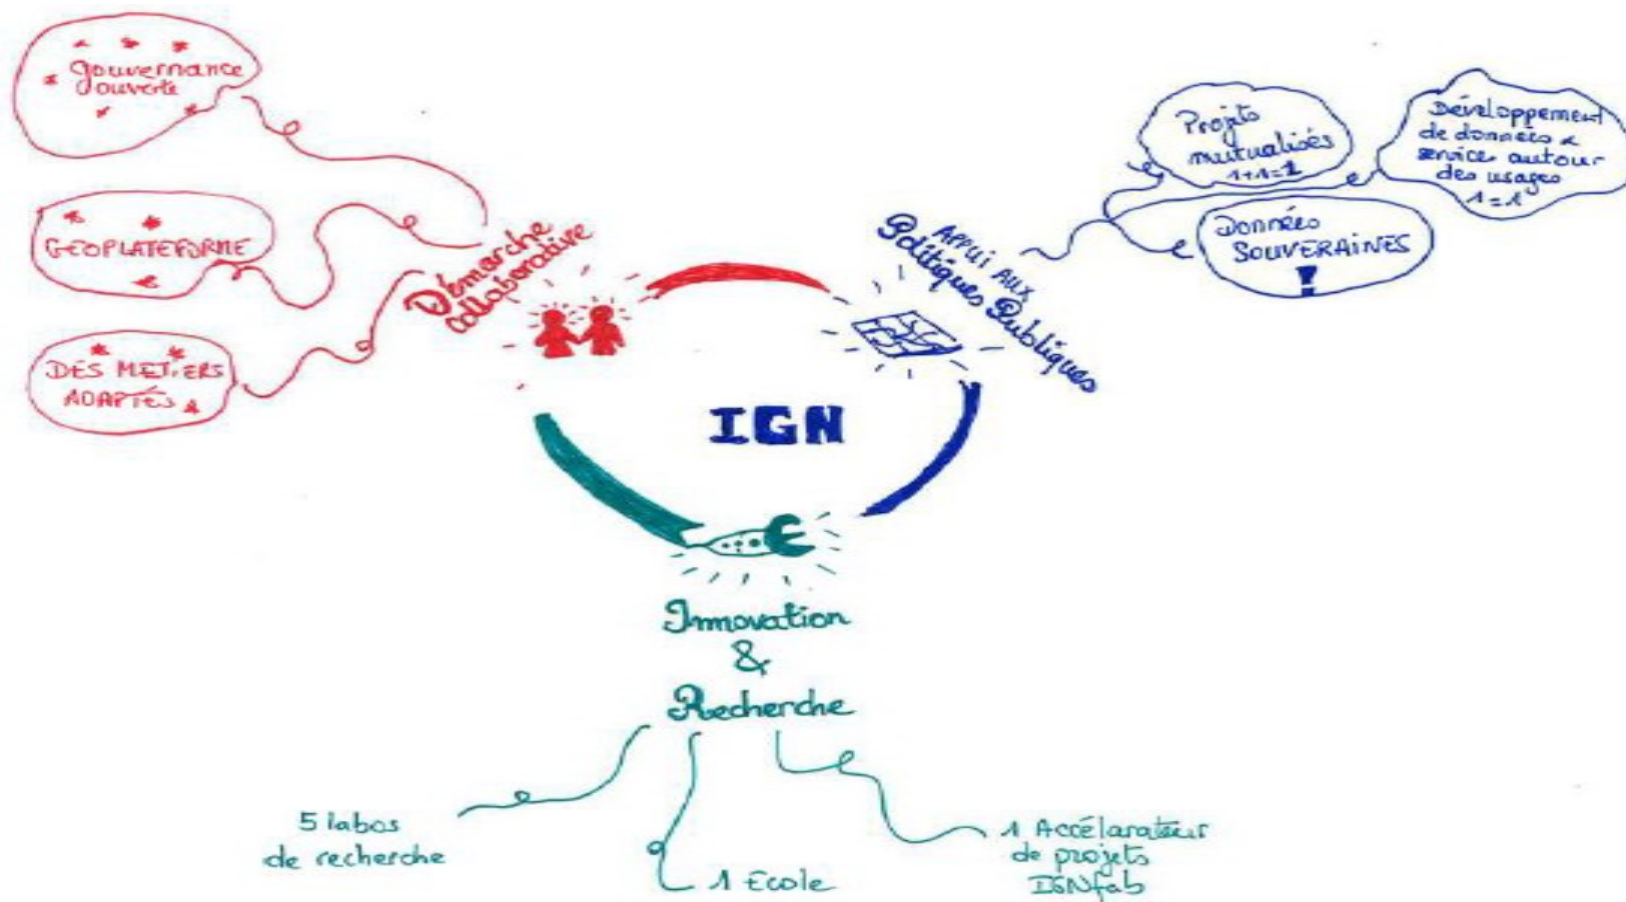 Gouvernance
ouverte
GEOPLATEFORME
DES METIERS
ADAPTÉS
Démarche
collaborative
APPUI AUX
Politiques Publiques
Projets
mutualisés
1+1=1
Développement
de données &
service autour
des usages
1=1
Données
SOUVERAINES
!
IGN
Innovation
&
Recherche
5 labos
de recherche
1 Ecole
1 Accélarateur
de projets
IGNfab